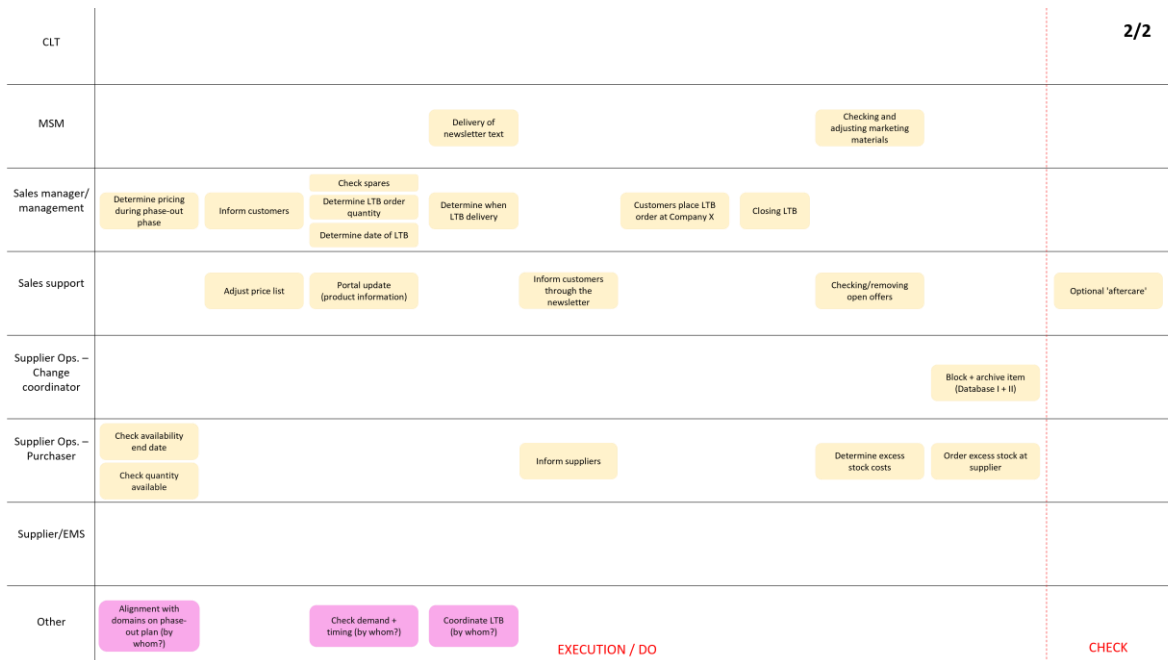 2/2
CLT
MSM
Delivery of
newsletter text
Checking and
adjusting marketing
materials
Sales manager/
management
Determine pricing
during phase-out
phase
Inform customers
Check spares
Determine LTB order
quantity
Determine date of LTB
Determine when
LTB delivery
Customers place LTB
order at Company X
Closing LTB
Sales support
Adjust price list
Portal update
(product information)
Inform customers
through the
newsletter
Checking/removing
open offers
Optional 'aftercare'
Supplier Ops. –
Change
coordinator
Block + archive item
(Database I + II)
Supplier Ops. –
Purchaser
Check availability
end date
Check quantity
available
Inform suppliers
Determine excess
stock costs
Order excess stock at
supplier
Supplier/EMS
Other
Alignment with
domains on phase-
out plan (by
whom?)
Check demand +
timing (by whom?)
Coordinate LTB
(by whom?)
EXECUTION / DO
CHECK